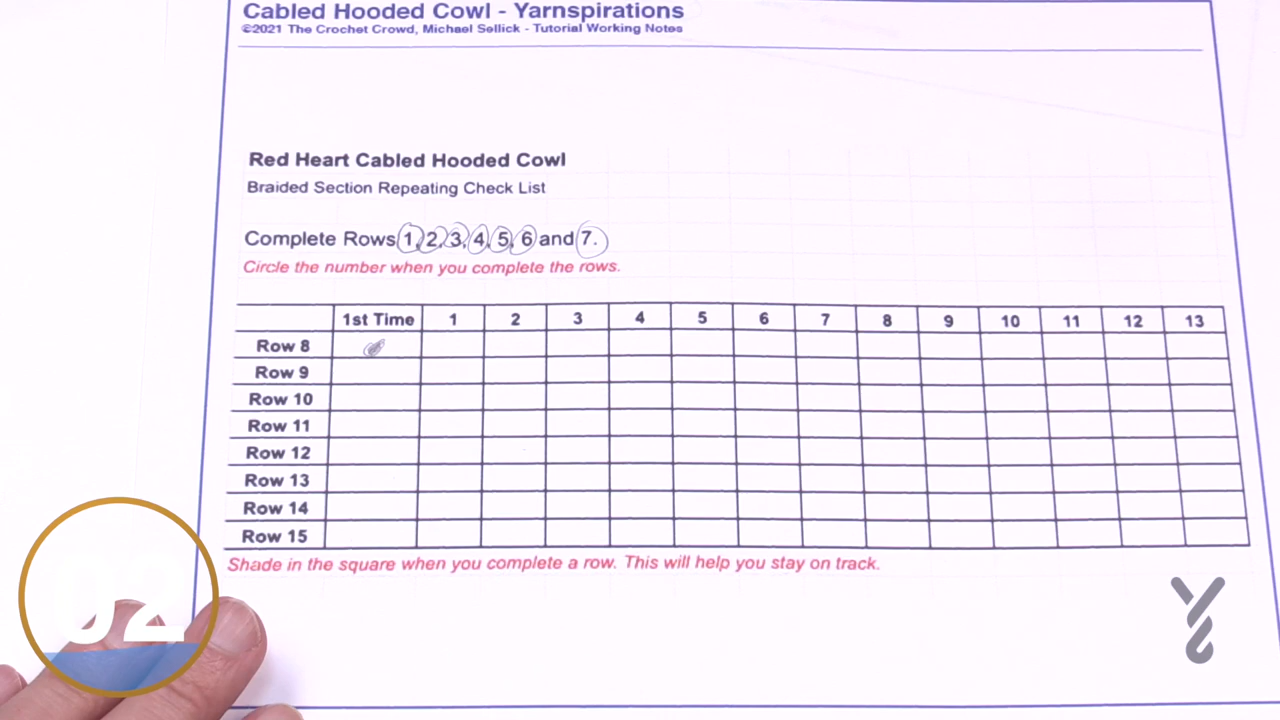 Cabled Hooded Cowl - Yarnspirations
©2021 The Crochet Crowd, Michael Sellick - Tutorial Working Notes
Red Heart Cabled Hooded Cowl
Braided Section Repeating Check List
Complete Rows 1, 2, 3, 4, 5, 6 and 7.
Circle the number when you complete the rows.
1st Time 1 2 3 4 5 6 7 8 9 10 11 12 13
Row 8
Row 9
Row 10
Row 11
Row 12
Row 13
Row 14
Row 15
Shade in the square when you complete a row. This will help you stay on track.
02